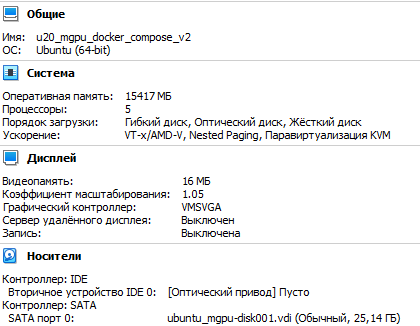 Общие
Имя: u20_mgpu_docker_compose_v2
ОС: Ubuntu (64-bit)
Система
Оперативная память: 15417 МБ
Процессоры: 5
Порядок загрузки: Гибкий диск, Оптический диск, Жёсткий диск
Ускорение: VT-x/AMD-V, Nested Paging, Паравиртуализация KVM
Дисплей
Видеопамять: 16 МБ
Коэффициент масштабирования: 1.05
Графический контроллер: VMSVGA
Сервер удалённого дисплея: Выключен
Запись: Выключена
Носители
Контроллер: IDE
Вторичное устройство IDE 0: [Оптический привод] Пусто
Контроллер: SATA
SATA порт 0: ubuntu_mgpu-disk001.vdi (Обычный, 25,14 ГБ)